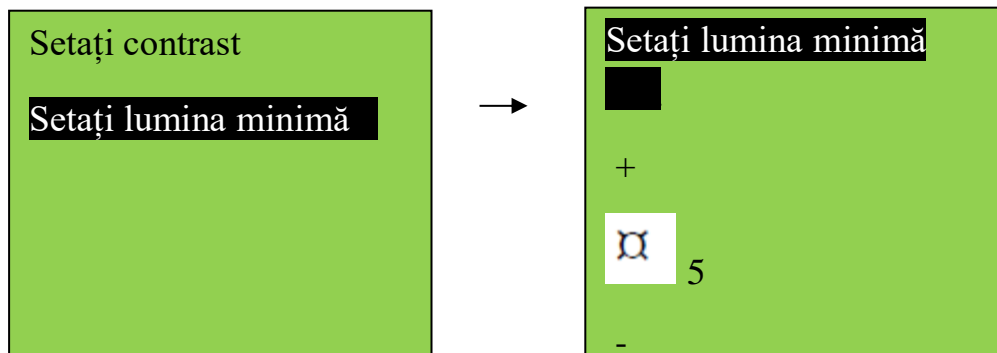 Setați contrast
Setați lumina minimă
Setați lumina minimă
+
¤ 5
-